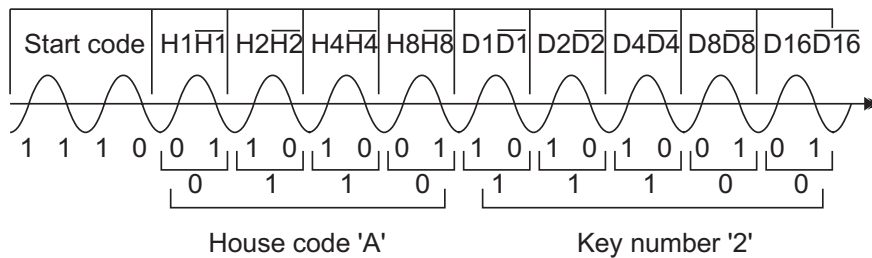 Start code H1H̅1̅ H2H̅2̅ H4H̅4̅ H8H̅8̅ D1D̅1̅ D2D̅2̅ D4D̅4̅ D8D̅8̅ D16D̅1̅6̅
1 1 1 0 0 1 1 0 1 0 0 1 1 0 1 0 1 0 0 1 0 1
0 1 1 0 1 1 1 0 0
House code 'A' Key number '2'